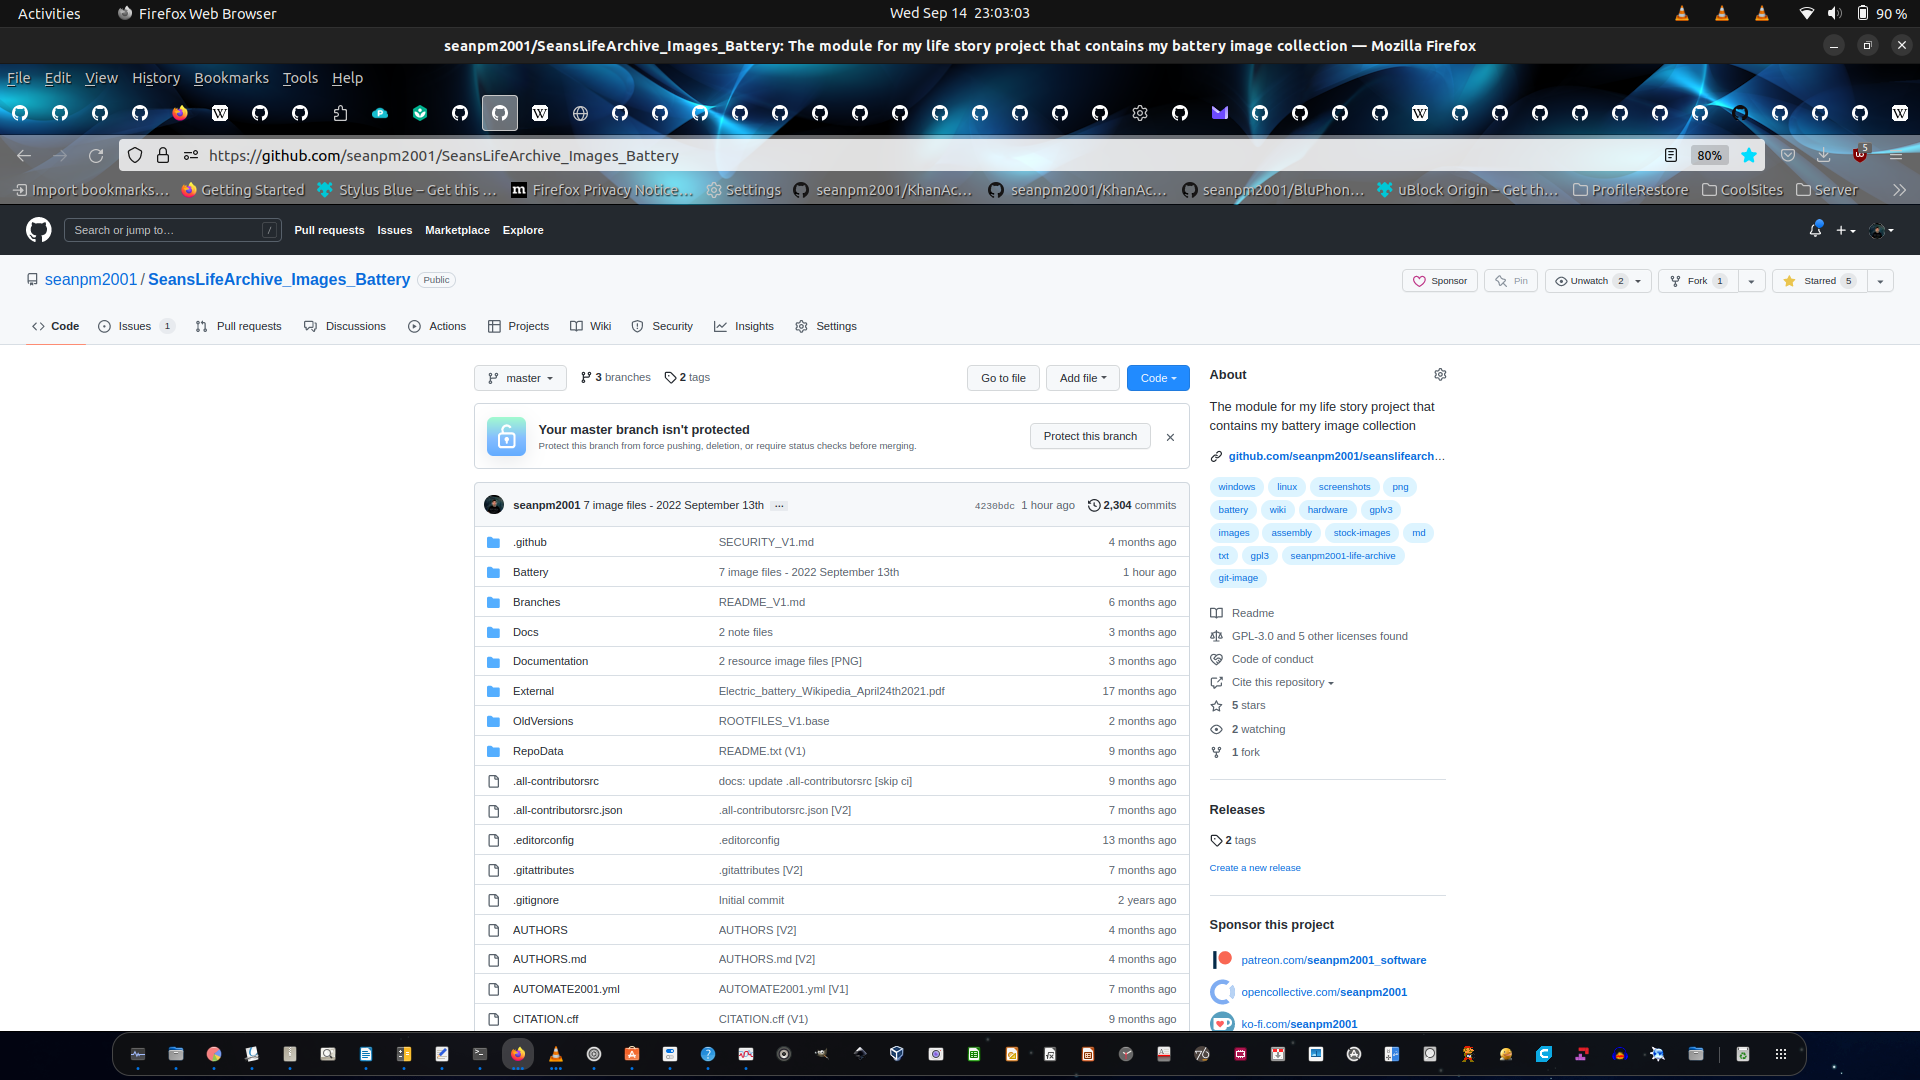 Activities
Firefox Web Browser
Wed Sep 14 23:03:03
90 %
seanpm2001/SeansLifeArchive_Images_Battery: The module for my life story project that contains my battery image collection — Mozilla Firefox
File Edit View History Bookmarks Tools Help
https://github.com/seanpm2001/SeansLifeArchive_Images_Battery
80%
5
Import bookmarks…
Getting Started
Stylus Blue – Get this …
Firefox Privacy Notice…
Settings
seanpm2001/KhanAc…
seanpm2001/KhanAc…
seanpm2001/BluPhon…
uBlock Origin – Get th…
ProfileRestore
CoolSites
Server
Search or jump to…
/
Pull requests
Issues
Marketplace
Explore
seanpm2001 / SeansLifeArchive_Images_Battery
Public
Sponsor
Pin
Unwatch 2
Fork 1
Starred 5
Code
Issues 1
Pull requests
Discussions
Actions
Projects
Wiki
Security
Insights
Settings
master
3 branches
2 tags
Go to file
Add file
Code
Your master branch isn't protected
Protect this branch from force pushing, deletion, or require status checks before merging.
Protect this branch
seanpm2001 7 image files - 2022 September 13th
4230bdc 1 hour ago
2,304 commits
.github SECURITY_V1.md 4 months ago
Battery 7 image files - 2022 September 13th 1 hour ago
Branches README_V1.md 6 months ago
Docs 2 note files 3 months ago
Documentation 2 resource image files [PNG] 3 months ago
External Electric_battery_Wikipedia_April24th2021.pdf 17 months ago
OldVersions ROOTFILES_V1.base 2 months ago
RepoData README.txt (V1) 9 months ago
.all-contributorsrc docs: update .all-contributorsrc [skip ci] 9 months ago
.all-contributorsrc.json .all-contributorsrc.json [V2] 7 months ago
.editorconfig .editorconfig 13 months ago
.gitattributes .gitattributes [V2] 7 months ago
.gitignore Initial commit 2 years ago
AUTHORS AUTHORS [V2] 4 months ago
AUTHORS.md AUTHORS.md [V2] 4 months ago
AUTOMATE2001.yml AUTOMATE2001.yml [V1] 7 months ago
CITATION.cff CITATION.cff (V1) 9 months ago
About
The module for my life story project that
contains my battery image collection
github.com/seanpm2001/seanslifearch…
windows linux screenshots png
battery wiki hardware gplv3
images assembly stock-images md
txt gpl3 seanpm2001-life-archive
git-image
Readme
GPL-3.0 and 5 other licenses found
Code of conduct
Cite this repository
5 stars
2 watching
1 fork
Releases
2 tags
Create a new release
Sponsor this project
patreon.com/seanpm2001_software
opencollective.com/seanpm2001
ko-fi.com/seanpm2001